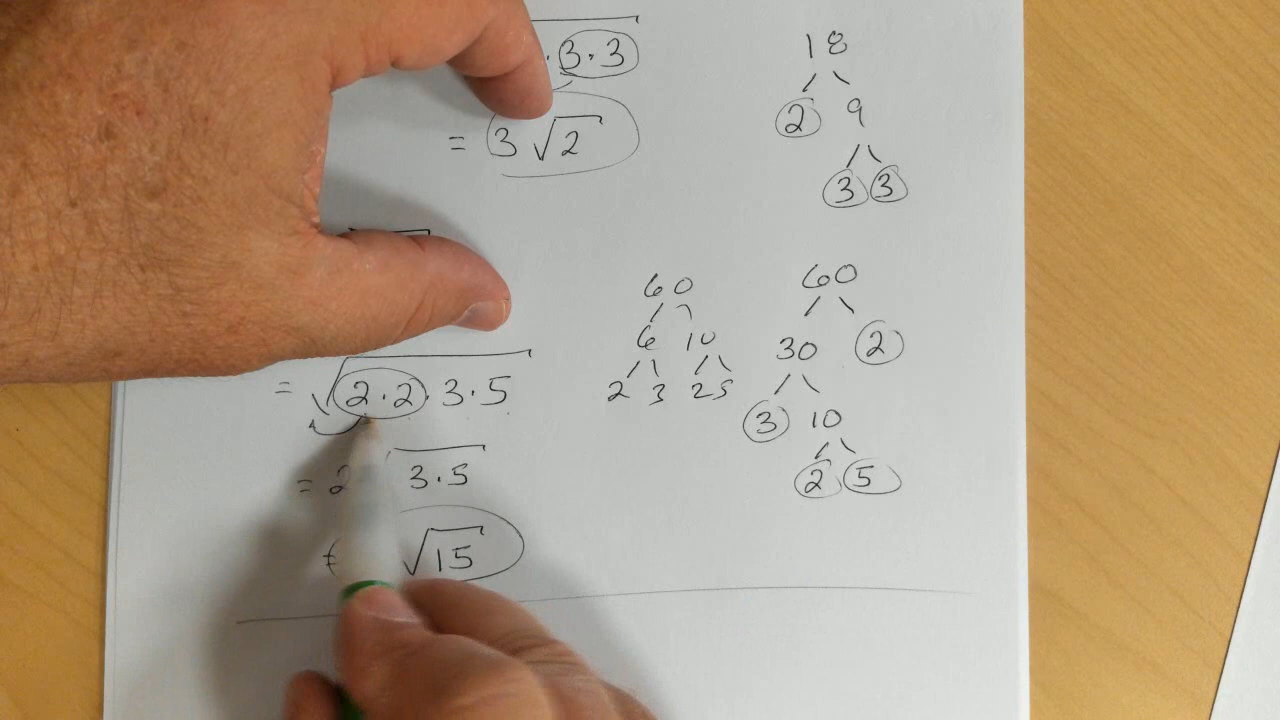 · 3 · 3
= 3 √2
= √2 · 2 · 3 · 5
= 2 √3 · 5
√15
18
2 9
3 3
60
6 10
2 3 2 5
60
30 2
3 10
2 5